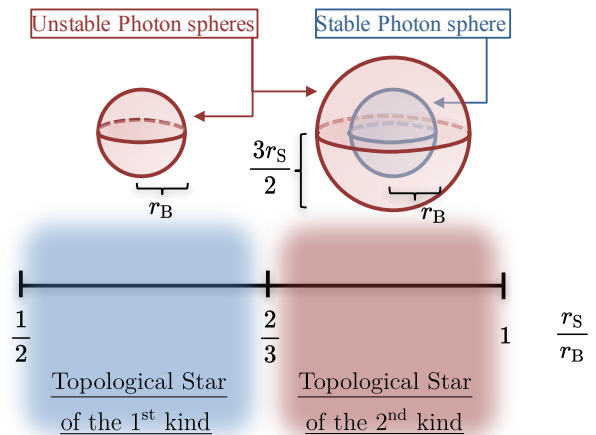 Unstable Photon spheres
Stable Photon sphere
3r_S/2
r_B
r_B
1/2
2/3
1
r_S/r_B
Topological Star
of the 1st kind
Topological Star
of the 2nd kind